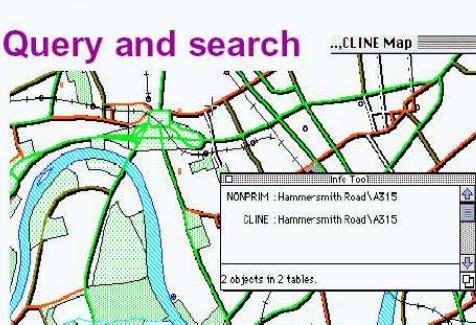 Query and search
..,CLINE Map
Info Tool
NONPRIM : Hammersmith Road\A315
CLINE : Hammersmith Road\A315
2 objects in 2 tables.